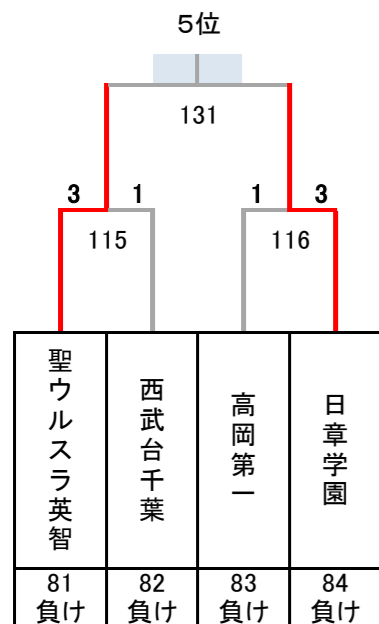 5位
131
3 1 1 3
115 116
聖ウルスラ英智
西武台千葉
高岡第一
日章学園
81 82 83 84
負け 負け 負け 負け